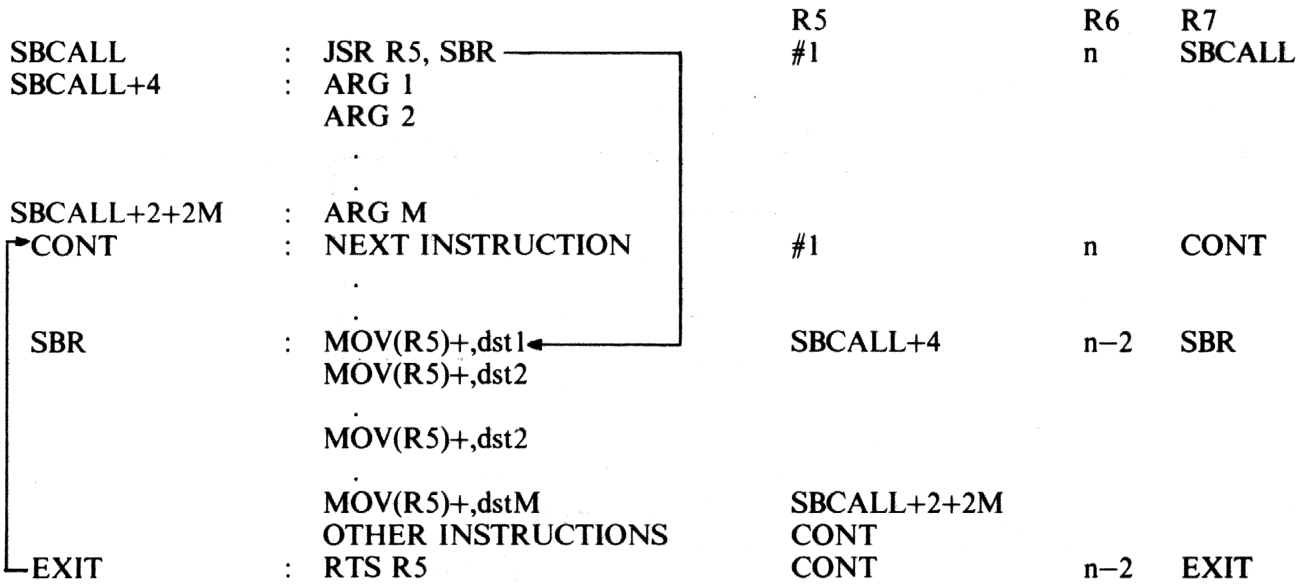 R5 R6 R7
SBCALL : JSR R5, SBR #1 n SBCALL
SBCALL+4 : ARG 1
ARG 2
.
.
SBCALL+2+2M : ARG M
CONT : NEXT INSTRUCTION #1 n CONT
.
.
SBR : MOV(R5)+,dst1 SBCALL+4 n−2 SBR
MOV(R5)+,dst2
.
MOV(R5)+,dst2
.
MOV(R5)+,dstM SBCALL+2+2M
OTHER INSTRUCTIONS CONT
EXIT : RTS R5 CONT n−2 EXIT